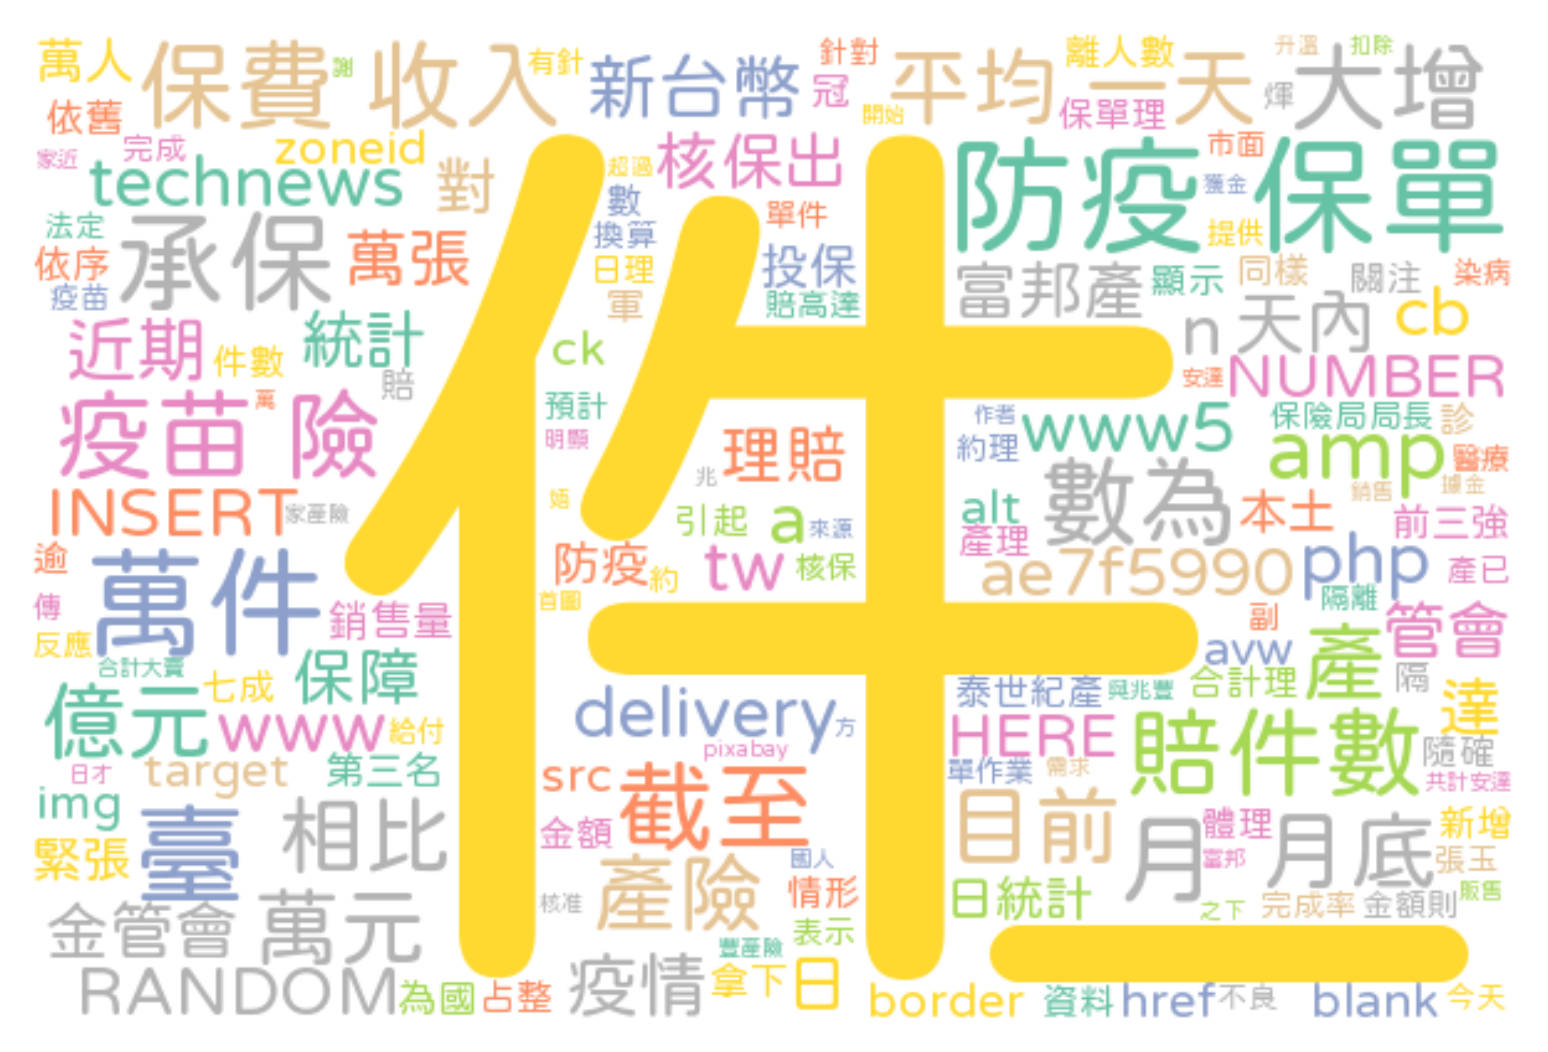 萬人 保費 收入 謝 有針 新台幣 針對 冠 平均 一天 離人數 升溫 扣除 大增
依舊 開始 保單理 煇
家近 完成 zoneid 超過 核保出 防疫 保單 市面
technews 對 數 獲金
法定 承保 萬張 換算 單件 提供
依序 日理 投保 富邦產 顯示 同樣 關注 染病
疫苗 軍 賠高達 n 天內 cb
近期 件數 統計 ck 件
賠 安達 NUMBER
疫苗 險 萬 預計 作者 www5 保險局局長 診
明顯 理賠 約理 amp 醫療
兆 數為 銷售 據金
INSERT 家產險 引起 a 來源 alt 本土 前三強
逾 防疫 約 tw 核保 產理 ae7f5990 php 產已
萬件 首圖 隔離
傳 銷售量 副 管會
反應 合計大賣 保障 avw 產
億元 七成 delivery 方 泰世紀產 與兆豐 合計理 隔 達
www 給付 pixabay HERE 賠件數 隨確
日才 target 第三名 src 截至 單作業 需求 共計安達
img 臺 相比 金額 目前 月 體理 月底 新增
緊張 產險 國人 富邦 張玉
金管會 萬元 核准 情形 日統計 之下 完成率 金額則 販售
表示
豐產險 一
RANDOM 為國 占整 疫情 拿下 日 border 資料 href 不良 blank 今天